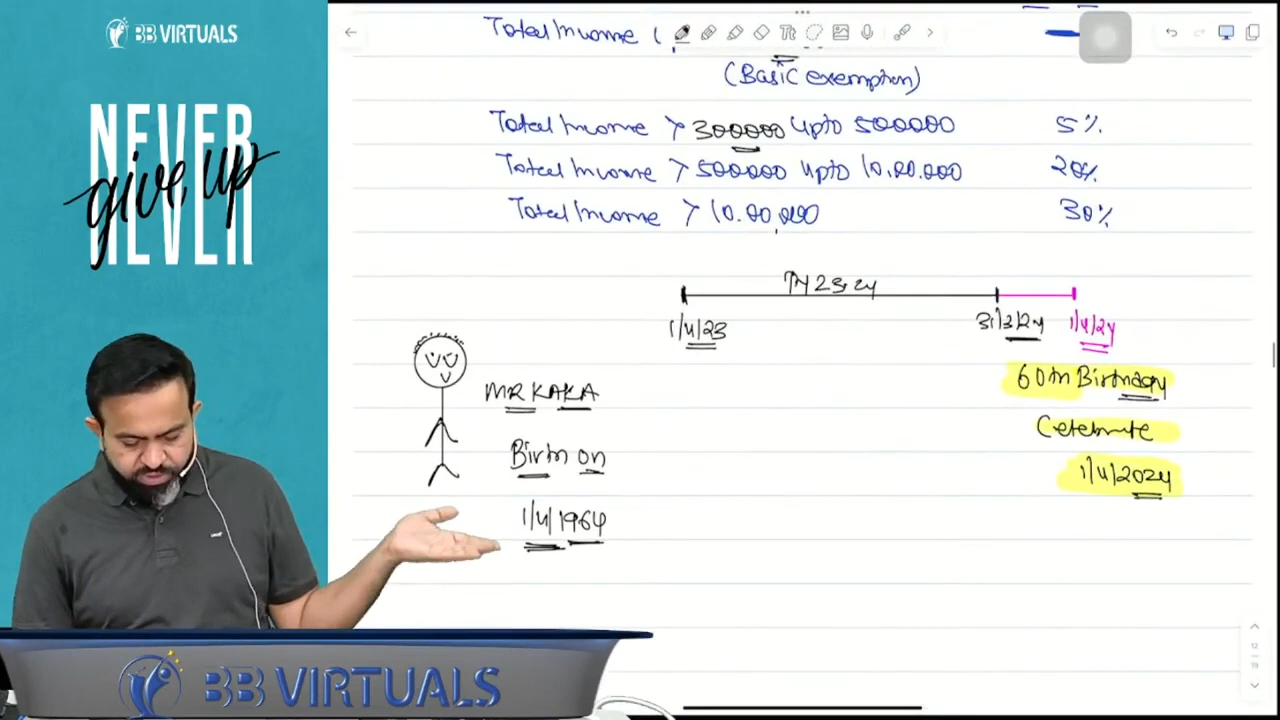 BB VIRTUALS
NEVER
give up
NEVER
Total Income (
(Basic exemption)
Total Income > 300000 upto 500000 5%
Total Income > 500000 upto 10,00,000 20%
Total Income > 10,00,000 30%
PY 23-24
1/4/23 31/3/24 1/4/24
60th Birthday
Celebrate
1/4/2024
MR KAKA
Birth on
1/4/1964
BB VIRTUALS